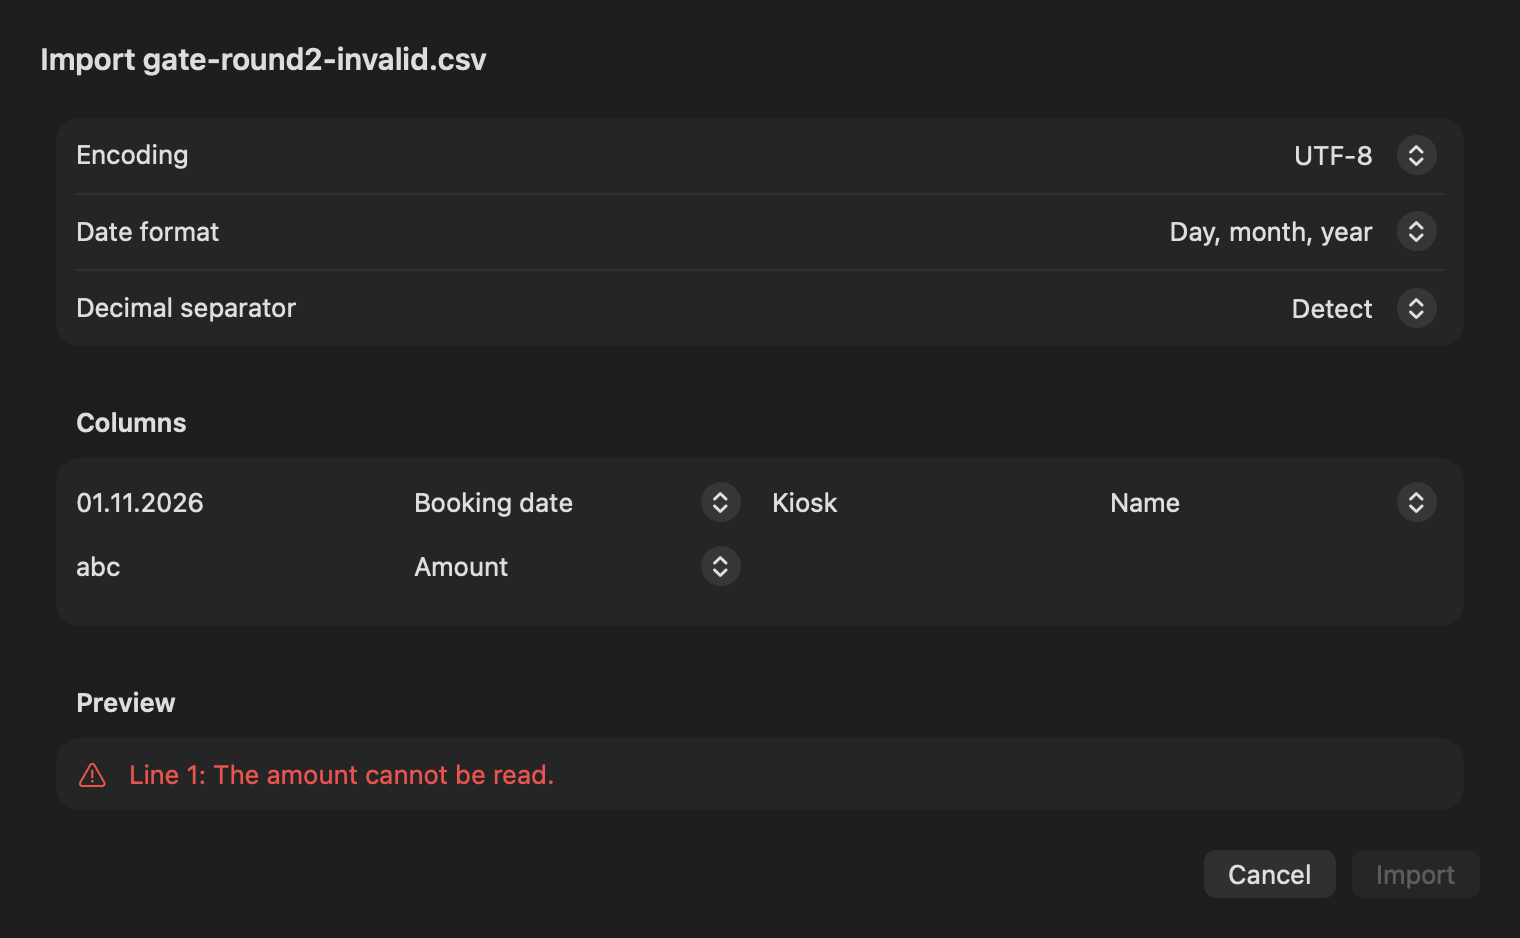 Import gate-round2-invalid.csv
Encoding UTF-8
Date format Day, month, year
Decimal separator Detect
Columns
01.11.2026 Booking date Kiosk Name
abc Amount
Preview
Line 1: The amount cannot be read.
Cancel Import